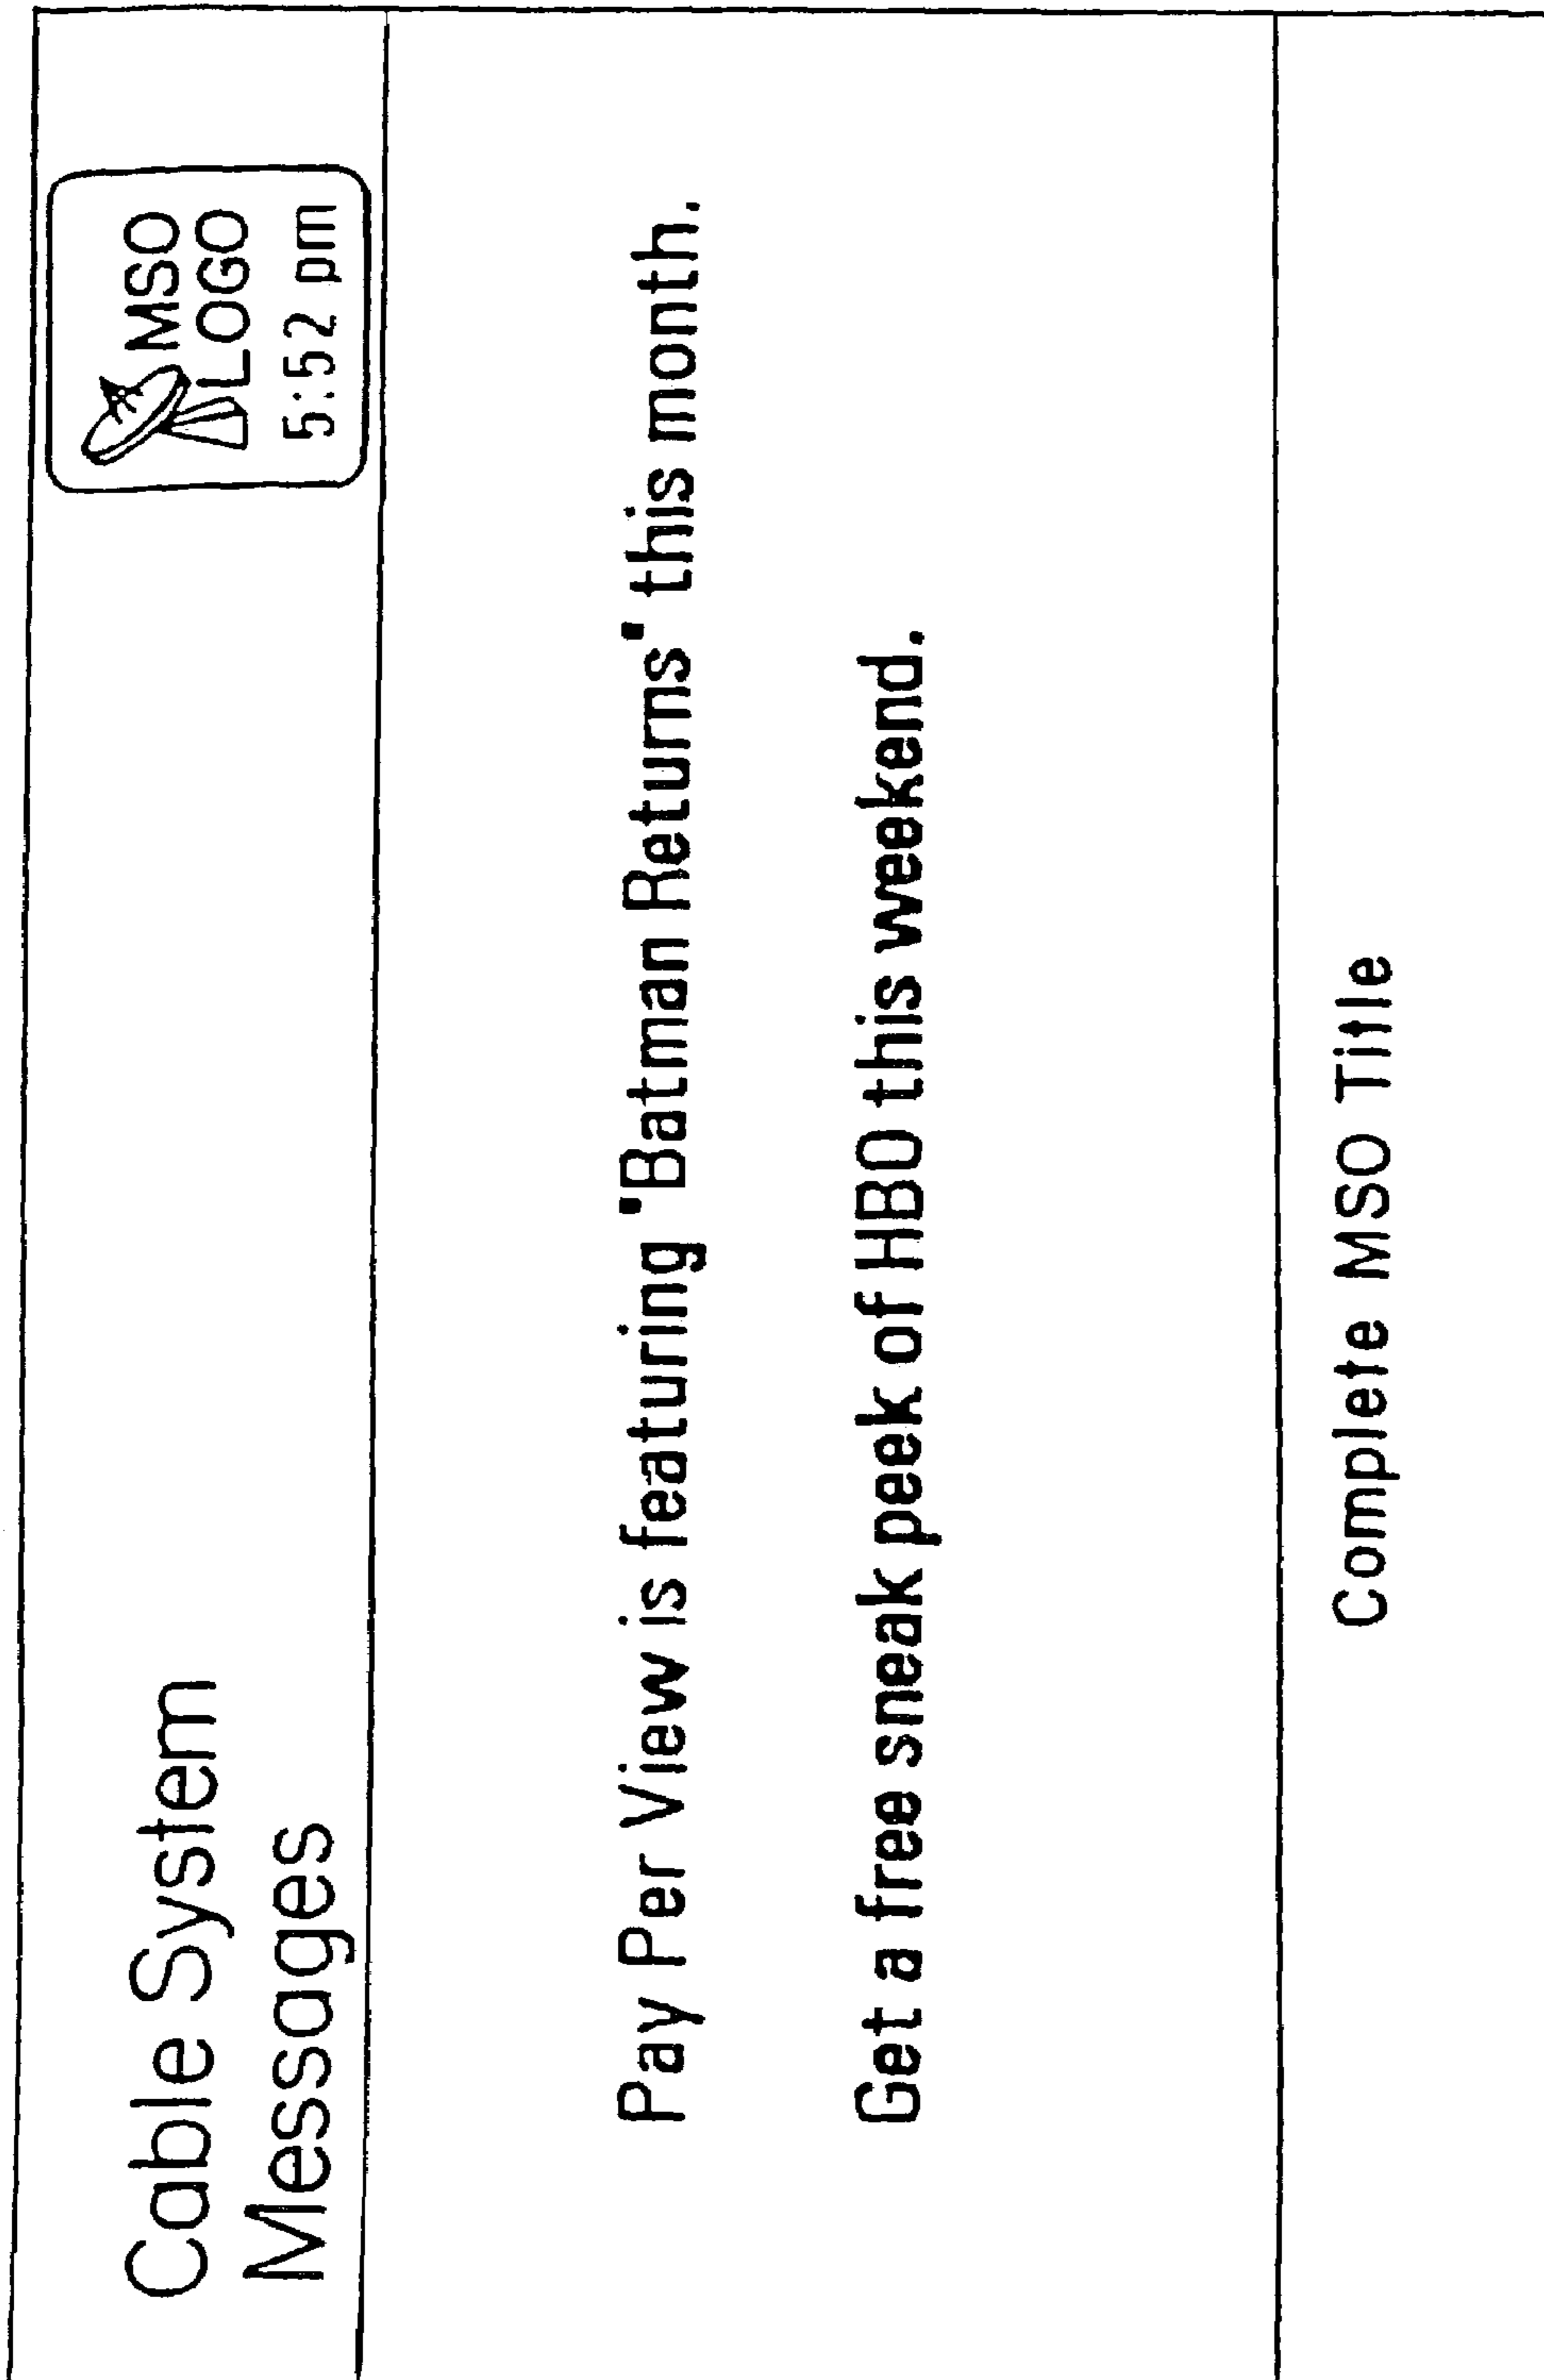 Cable System
Messages
MSO
LOGO
5:52 pm
Pay Per View is featuring "Batman Returns" this month.
Get a free sneak peek of HBO this weekend.
Complete MSO Title